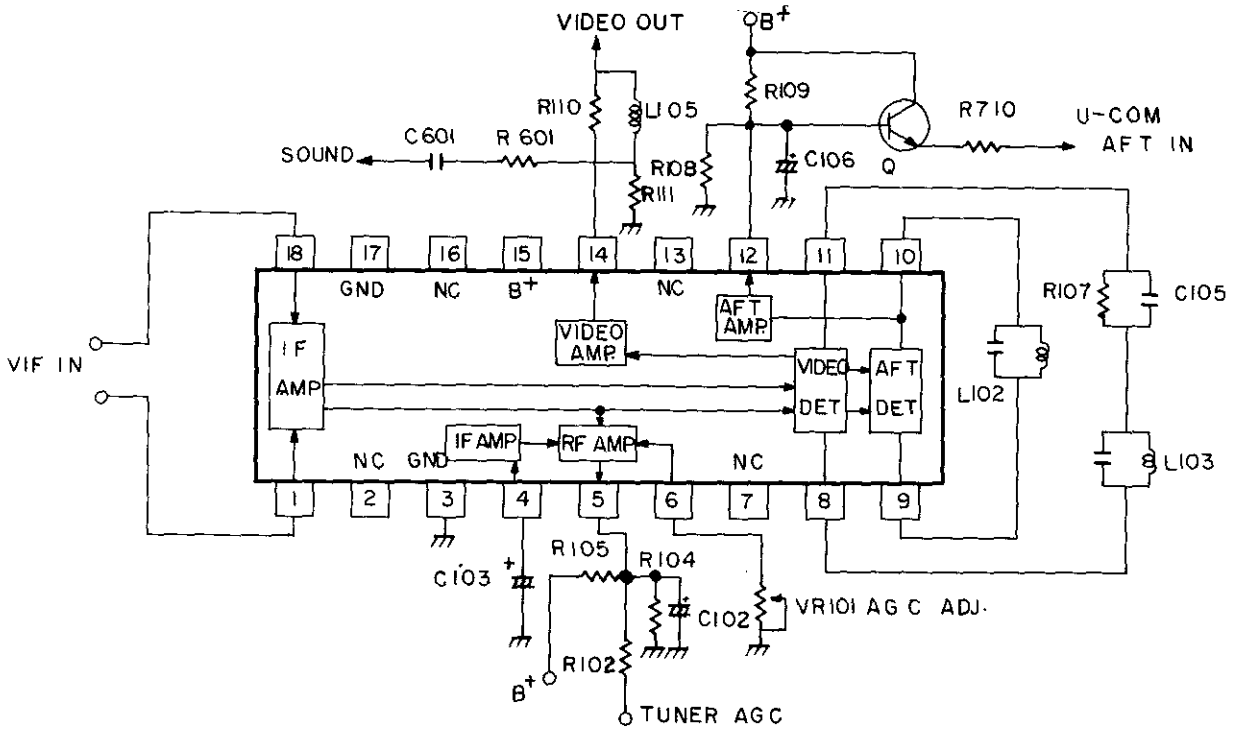 VIDEO OUT
B+
R110
L105
R109
R710
U-COM
AFT IN
C601
R 601
SOUND
R108
C106
Q
R111
18
17
16
15
14
13
12
11
10
GND
NC
B+
NC
R107
C105
VIF IN
IF
AMP
VIDEO
AMP.
AFT
AMP.
VIDEO
DET
AFT
DET
L102
L103
NC
GND
IF AMP
RF AMP
NC
1
2
3
4
5
6
7
8
9
R105
R104
C103
C102
VR101 AGC ADJ.
R102
B+
TUNER AGC